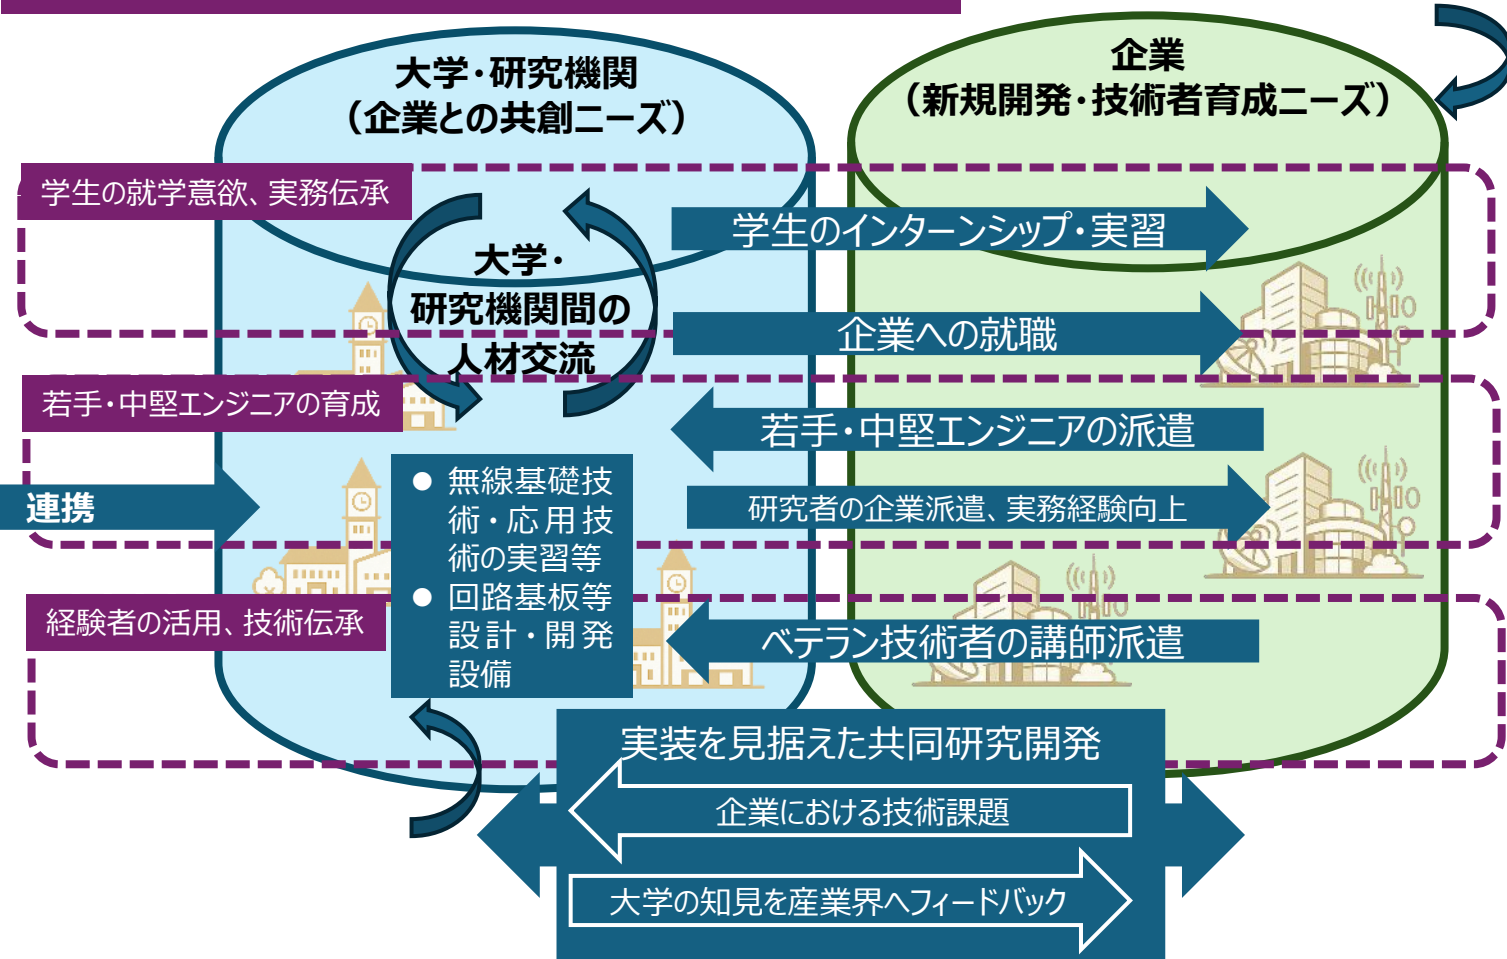 大学・研究機関
（企業との共創ニーズ）
企業
（新規開発・技術者育成ニーズ）
学生の就学意欲、実務伝承
大学・
研究機関間の
人材交流
学生のインターンシップ・実習
企業への就職
若手・中堅エンジニアの育成
若手・中堅エンジニアの派遣
連携
● 無線基礎技
術・応用技
術の実習等
● 回路基板等
設計・開発
設備
研究者の企業派遣、実務経験向上
経験者の活用、技術伝承
ベテラン技術者の講師派遣
実装を見据えた共同研究開発
企業における技術課題
大学の知見を産業界へフィードバック